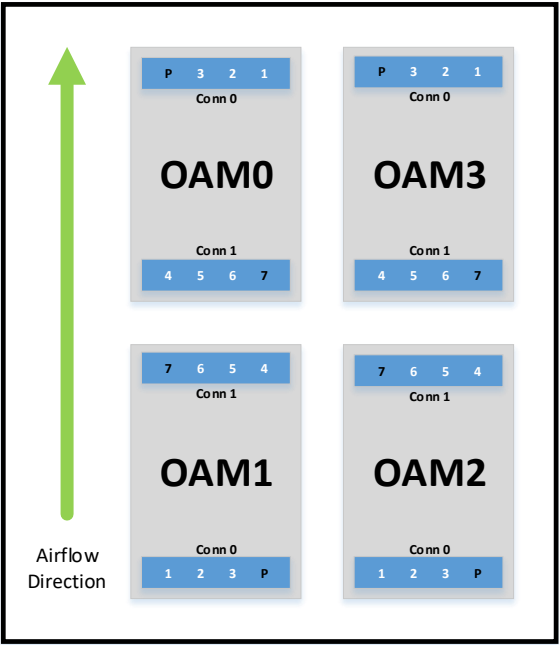 P 3 2 1
Conn 0
OAM0
Conn 1
4 5 6 7
P 3 2 1
Conn 0
OAM3
Conn 1
4 5 6 7
7 6 5 4
Conn 1
OAM1
Conn 0
1 2 3 P
7 6 5 4
Conn 1
OAM2
Conn 0
1 2 3 P
Airflow
Direction